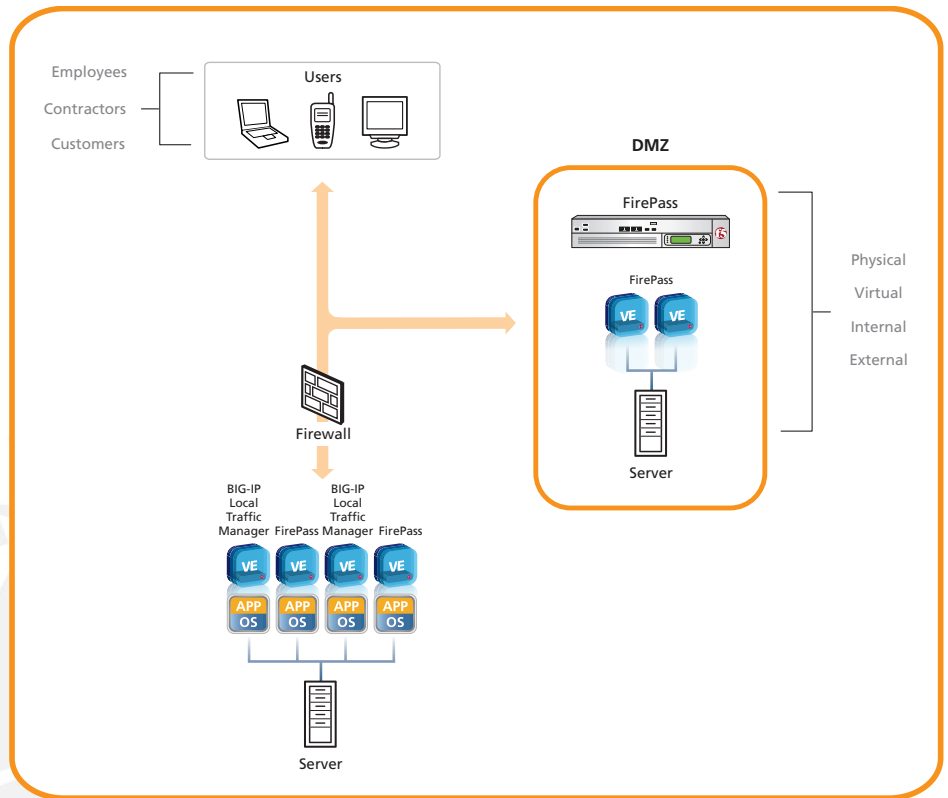 Employees
Contractors
Customers
Users
DMZ
FirePass
FirePass
VE VE
Server
Physical
Virtual
Internal
External
Firewall
BIG-IP
Local
Traffic
Manager
FirePass
BIG-IP
Local
Traffic
Manager
FirePass
VE VE VE VE
APP APP APP APP
OS OS OS OS
Server